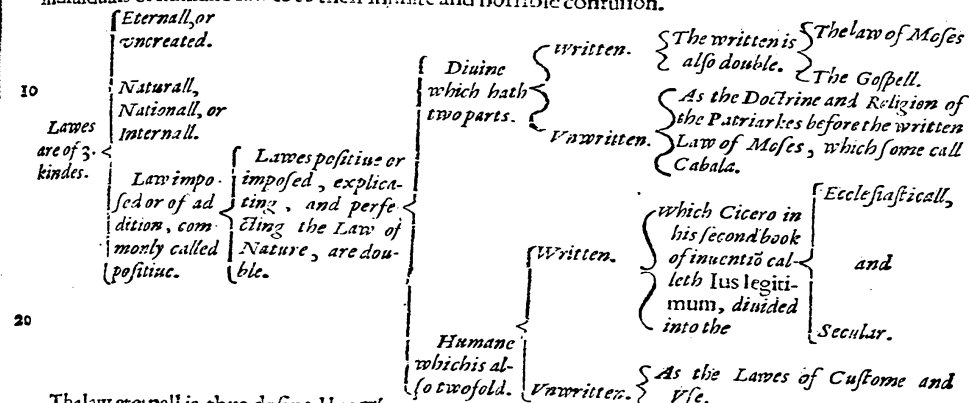 Eternall, or
vncreated.
10
Naturall,
Nationall, or
Internall.
Lawes
are of 3.
kindes.
Law impo-
sed or of ad
dition, com-
monly called
positiue.
Lawes positiue or
imposed, explica-
ting, and perfe-
cting the Law of
Nature, are dou-
ble.
Diuine
which hath
two parts.
Written.
The written is
also double.
The law of Moses
The Gospell.
Vnwritten.
As the Doctrine and Religion of
the Patriarkes before the written
Law of Moses, which some call
Cabala.
20
Humane
which is al-
so twofold.
Written.
Which Cicero in
his second book
of inuentiō cal-
leth Ius legiti-
mum, diuided
into the
Ecclesiasticall,
and
Secular.
Vnwritten.
As the Lawes of Custome and
Vse.
The law eternall is thus